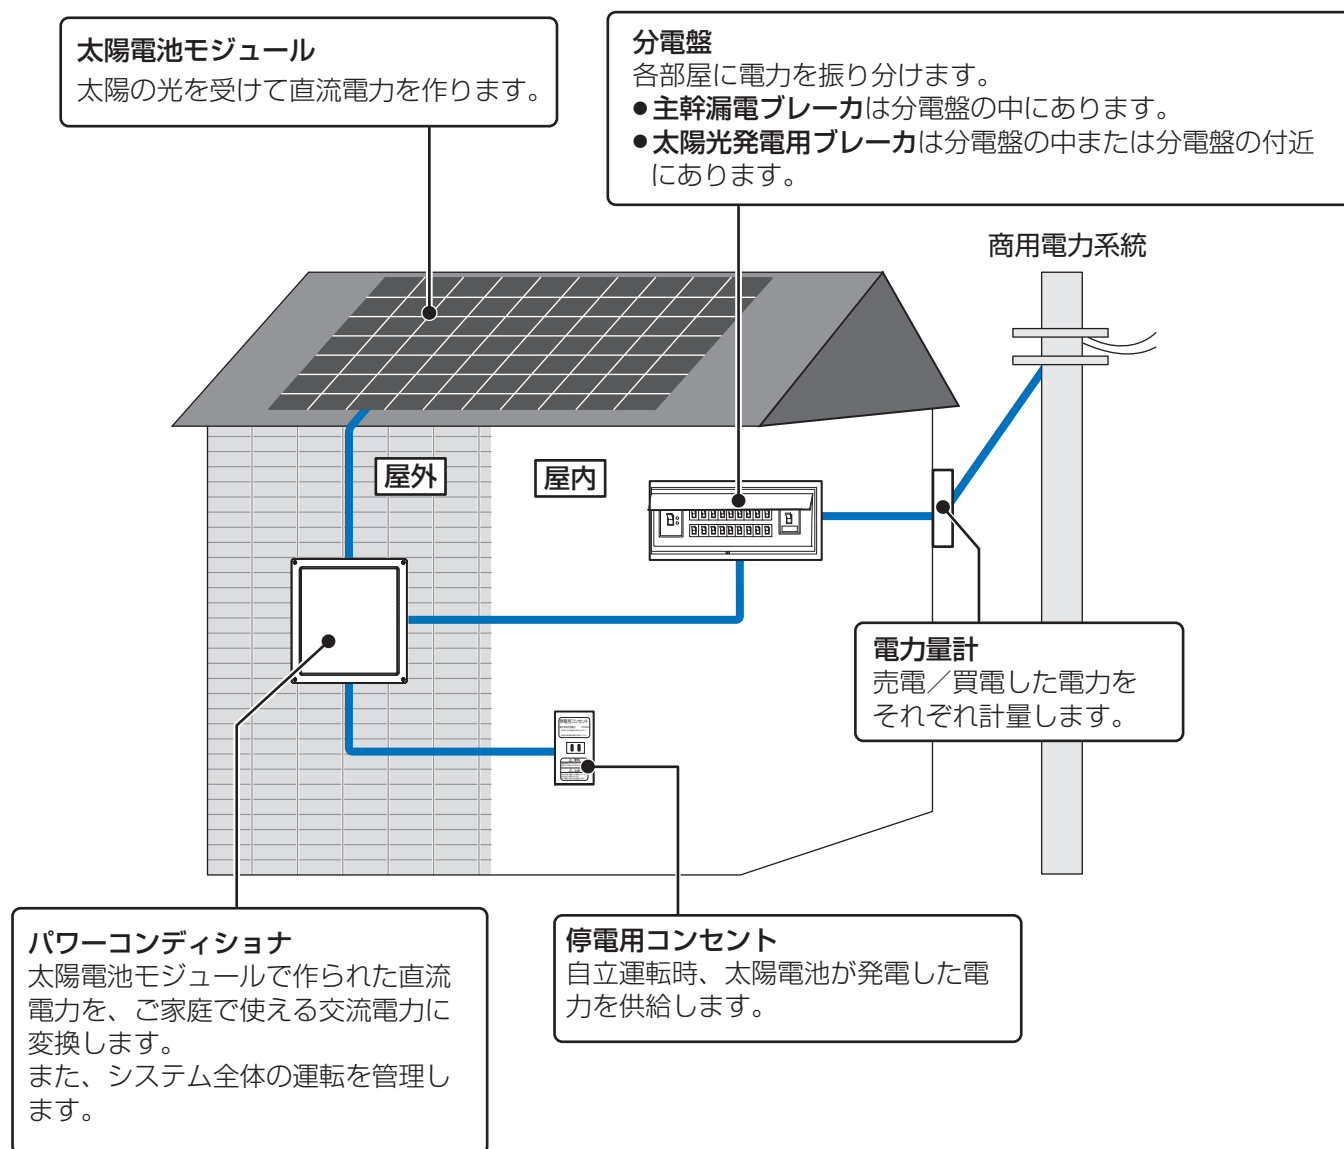 太陽電池モジュール
太陽の光を受けて直流電力を作ります。
分電盤
各部屋に電力を振り分けます。
●主幹漏電ブレーカは分電盤の中にあります。
●太陽光発電用ブレーカは分電盤の中または分電盤の付近
にあります。
商用電力系統
屋外
屋内
電力量計
売電／買電した電力を
それぞれ計量します。
停電用コンセント
パワーコンディショナ
太陽電池モジュールで作られた直流
電力を、ご家庭で使える交流電力に
変換します。
また、システム全体の運転を管理し
ます。
停電用コンセント
自立運転時、太陽電池が発電した電
力を供給します。